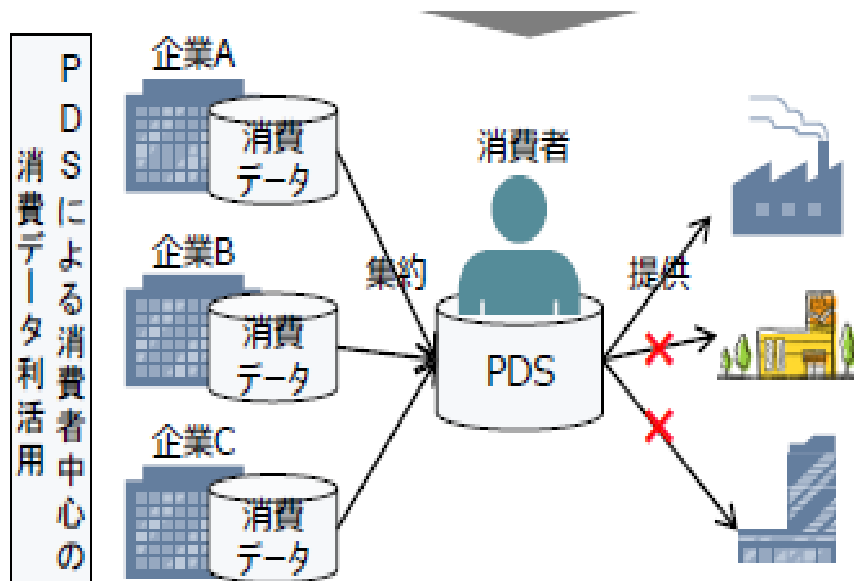 PDSによる消費者中心の
消費データ利活用
企業A
消費
データ
企業B
消費
データ
企業C
消費
データ
集約
消費者
PDS
提供